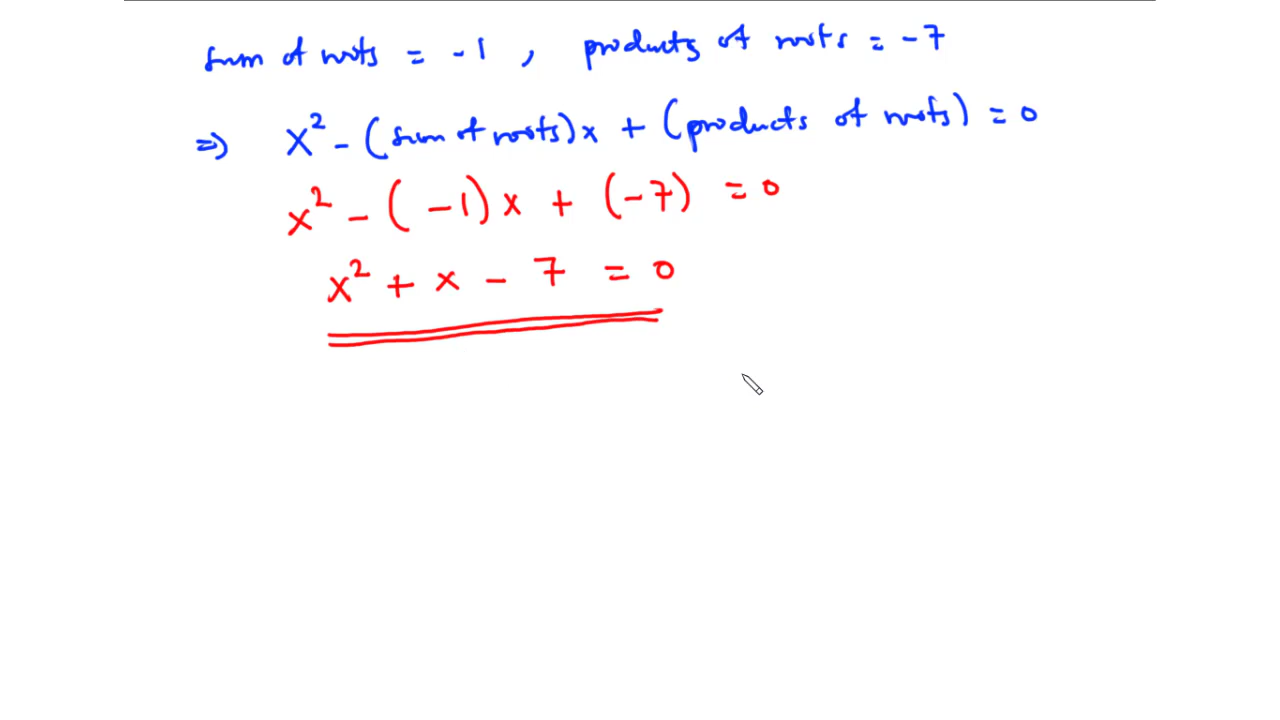 sum of roots = -1 , products of roots = -7
⇒ x² - (sum of roots)x + (products of roots) = 0
x² - (-1)x + (-7) = 0
x² + x - 7 = 0